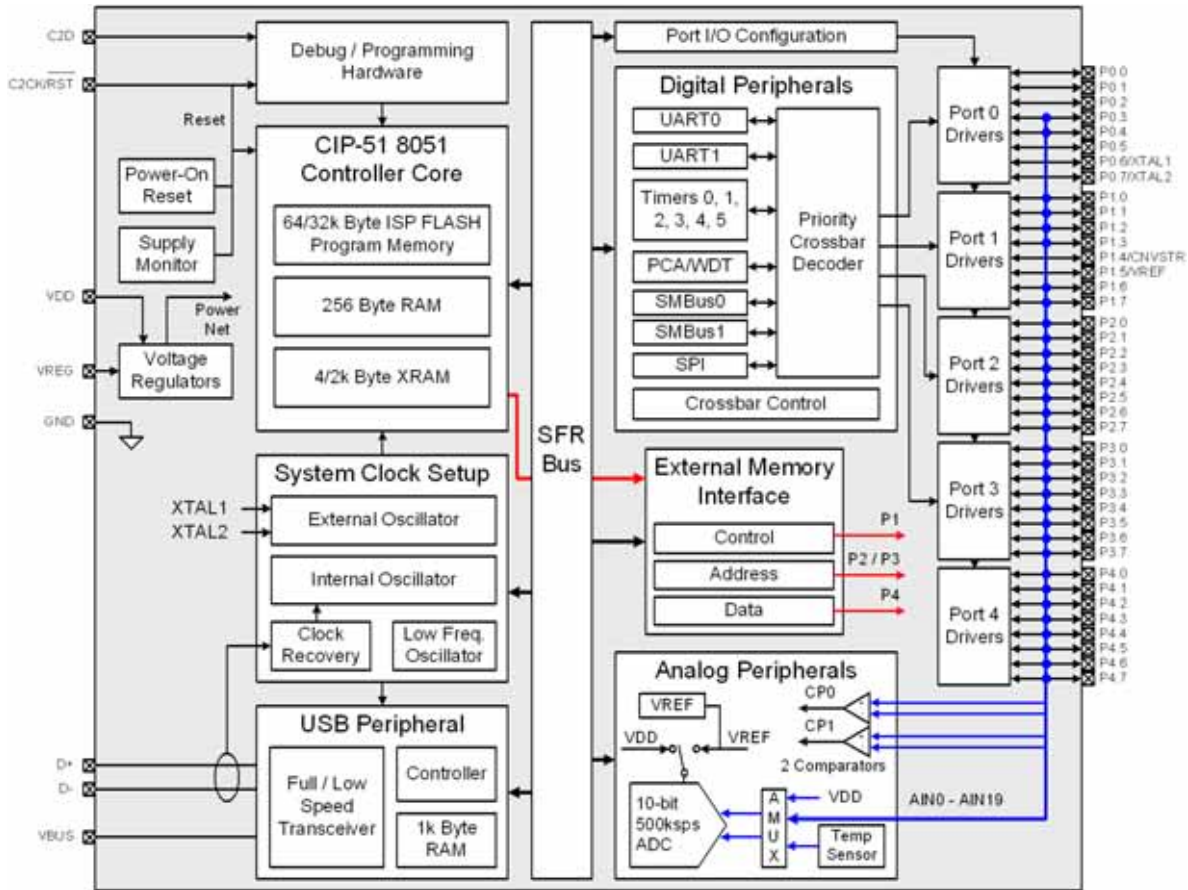 C2D
C2CK/RST
Debug / Programming
Hardware
Reset
Power-On
Reset
Supply
Monitor
VDD
Power
Net
VREG
Voltage
Regulators
GND
CIP-51 8051
Controller Core
64/32k Byte ISP FLASH
Program Memory
256 Byte RAM
4/2k Byte XRAM
System Clock Setup
XTAL1
XTAL2
External Oscillator
Internal Oscillator
Clock
Recovery
Low Freq.
Oscillator
USB Peripheral
D+
D-
VBUS
Full / Low
Speed
Transceiver
Controller
1k Byte
RAM
SFR
Bus
Port I/O Configuration
Digital Peripherals
UART0
UART1
Timers 0, 1,
2, 3, 4, 5
PCA/WDT
SMBus0
SMBus1
SPI
Priority
Crossbar
Decoder
Crossbar Control
External Memory
Interface
Control
Address
Data
P1
P2 / P3
P4
Analog Peripherals
VREF
VDD
VREF
CP0
CP1
2 Comparators
10-bit
500ksps
ADC
A
M
U
X
VDD
Temp
Sensor
AIN0 - AIN19
Port 0
Drivers
Port 1
Drivers
Port 2
Drivers
Port 3
Drivers
Port 4
Drivers
P0.0
P0.1
P0.2
P0.3
P0.4
P0.5
P0.6/XTAL1
P0.7/XTAL2
P1.0
P1.1
P1.2
P1.3
P1.4/CNVSTR
P1.5/VREF
P1.6
P1.7
P2.0
P2.1
P2.2
P2.3
P2.4
P2.5
P2.6
P2.7
P3.0
P3.1
P3.2
P3.3
P3.4
P3.5
P3.6
P3.7
P4.0
P4.1
P4.2
P4.3
P4.4
P4.5
P4.6
P4.7